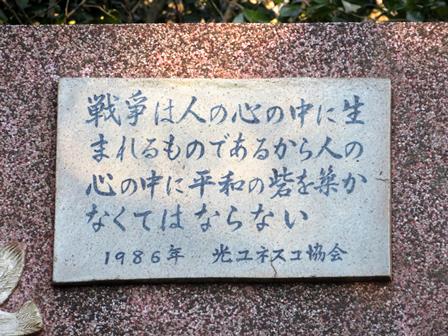 戦争は人の心の中に生
まれるものであるから人の
心の中に平和の砦を築か
なくてはならない
1986年 光ユネスコ協会